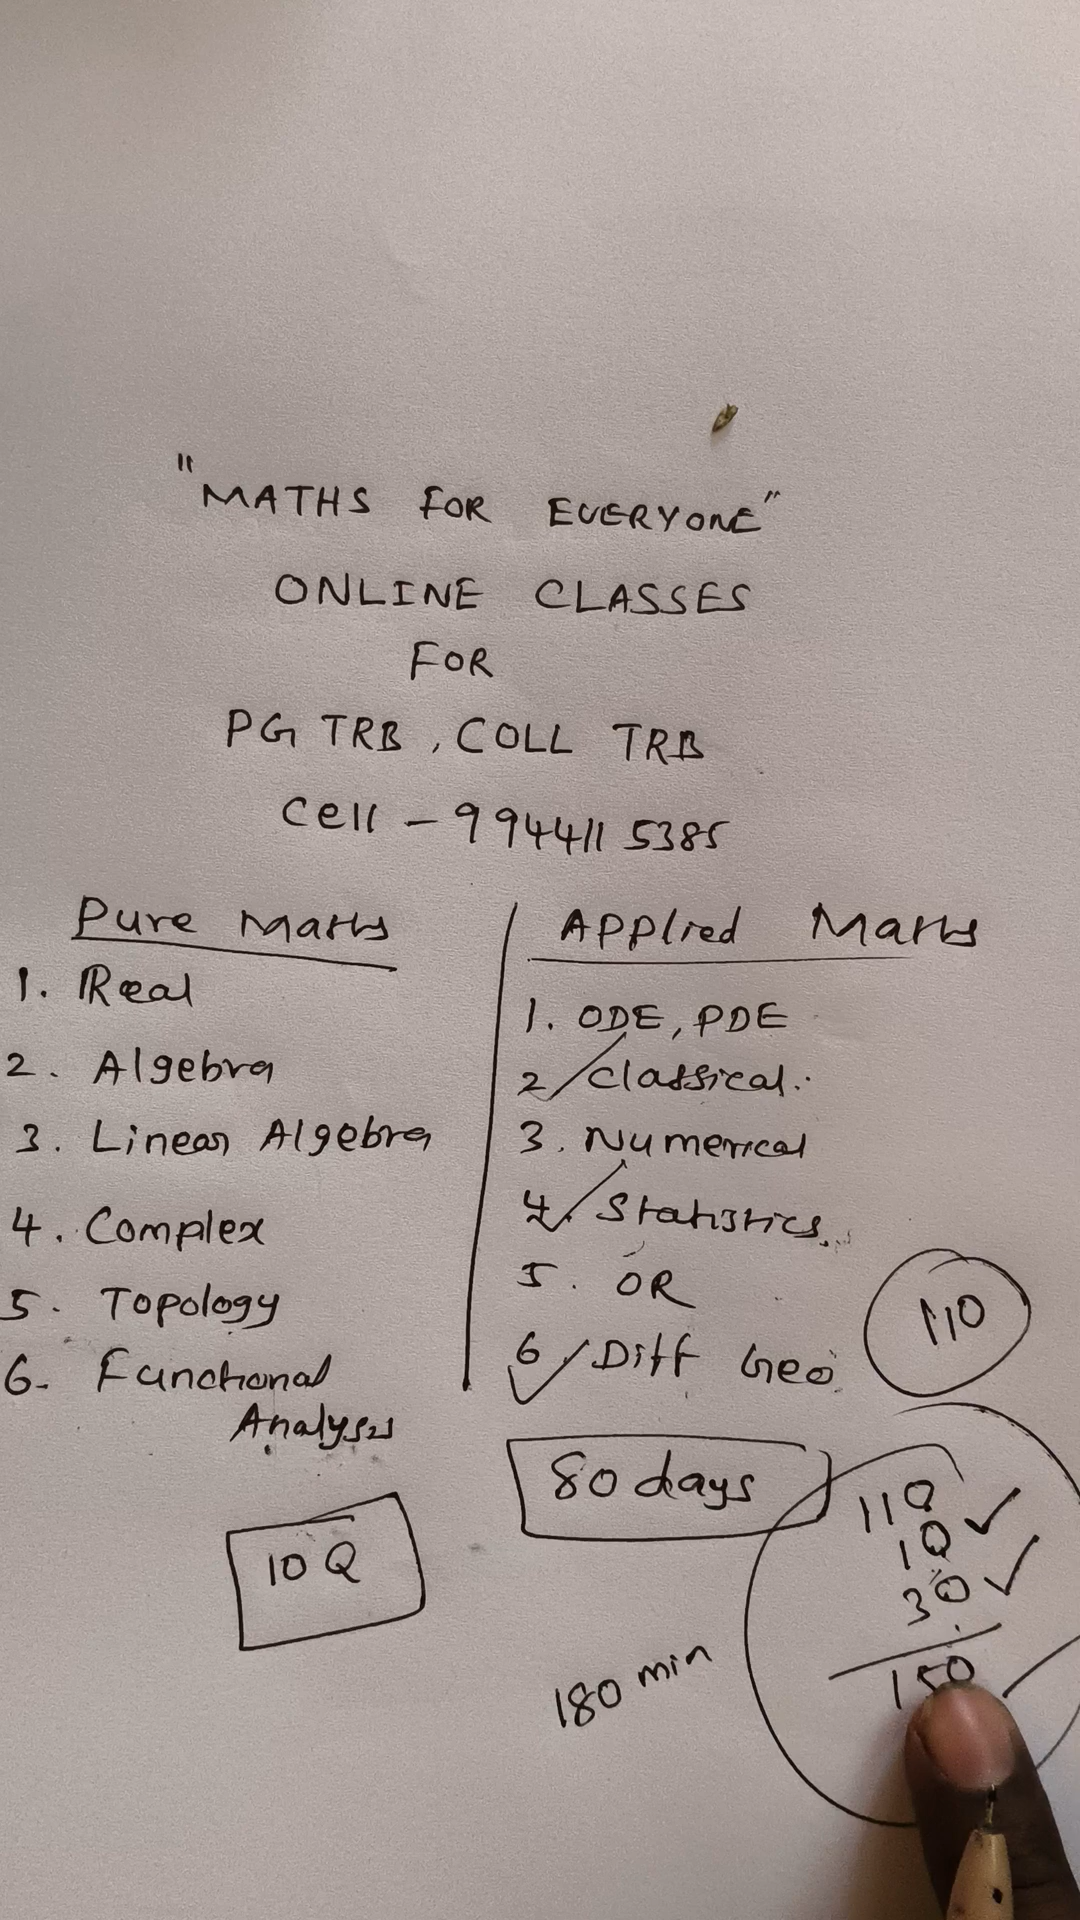 "MATHS FOR EVERYONE"
ONLINE CLASSES
FOR
PG TRB, COLL TRB
Cell - 9944115385
Pure Maths
1. Real
2. Algebra
3. Linear Algebra
4. Complex
5. Topology
6. Functional
Analysis
Applied Maths
1. ODE, PDE
2 Classical.
3. Numerical
4. Statistics.
5. OR
6 Diff Geo
110
80 days
10 Q
110
10
30
150
180 min